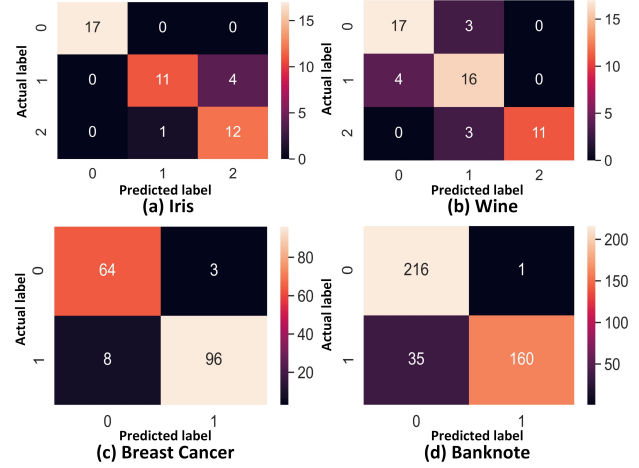 0 17 0 0
1 0 11 4
2 0 1 12
0 1 2
Actual label
Predicted label
15
10
5
0
(a) Iris
0 17 3 0
1 4 16 0
2 0 3 11
0 1 2
Actual label
Predicted label
15
10
5
0
(b) Wine
0 64 3
1 8 96
0 1
Actual label
Predicted label
80
60
40
20
(c) Breast Cancer
0 216 1
1 35 160
0 1
Actual label
Predicted label
200
150
100
50
(d) Banknote